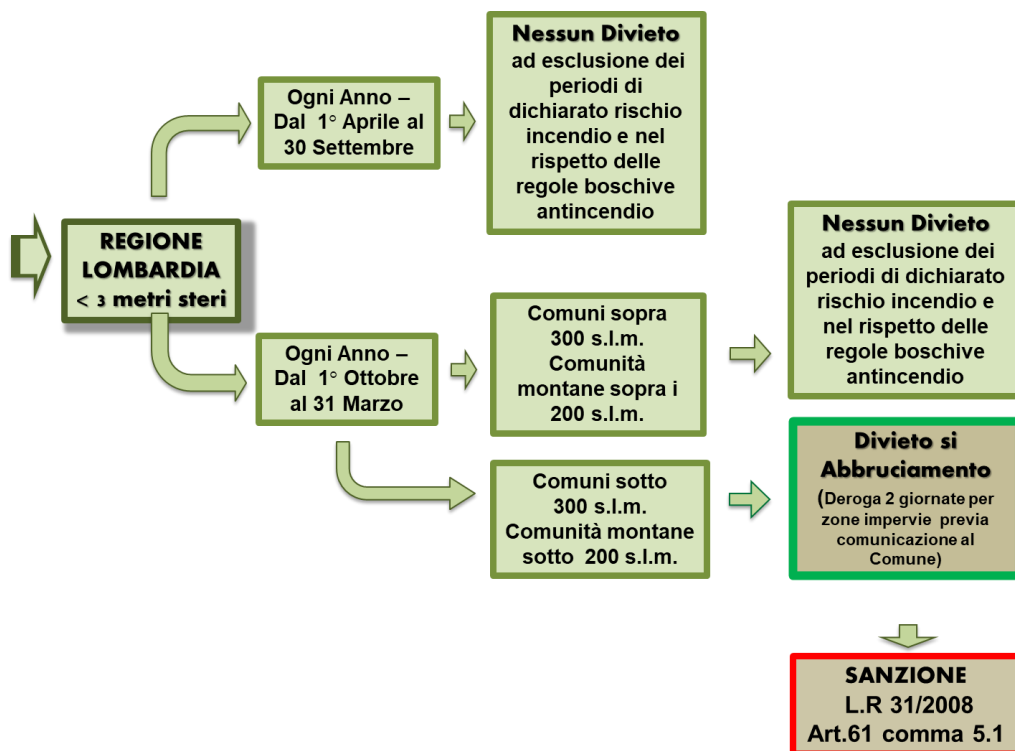 REGIONE
LOMBARDIA
< 3 metri steri
Ogni Anno –
Dal 1° Aprile al
30 Settembre
Nessun Divieto
ad esclusione dei
periodi di
dichiarato rischio
incendio e nel
rispetto delle
regole boschive
antincendio
Ogni Anno –
Dal 1° Ottobre
al 31 Marzo
Comuni sopra
300 s.l.m.
Comunità
montane sopra i
200 s.l.m.
Nessun Divieto
ad esclusione dei
periodi di dichiarato
rischio incendio e
nel rispetto delle
regole boschive
antincendio
Comuni sotto
300 s.l.m.
Comunità montane
sotto 200 s.l.m.
Divieto si
Abbruciamento
(Deroga 2 giornate per
zone impervie previa
comunicazione al
Comune)
SANZIONE
L.R 31/2008
Art.61 comma 5.1